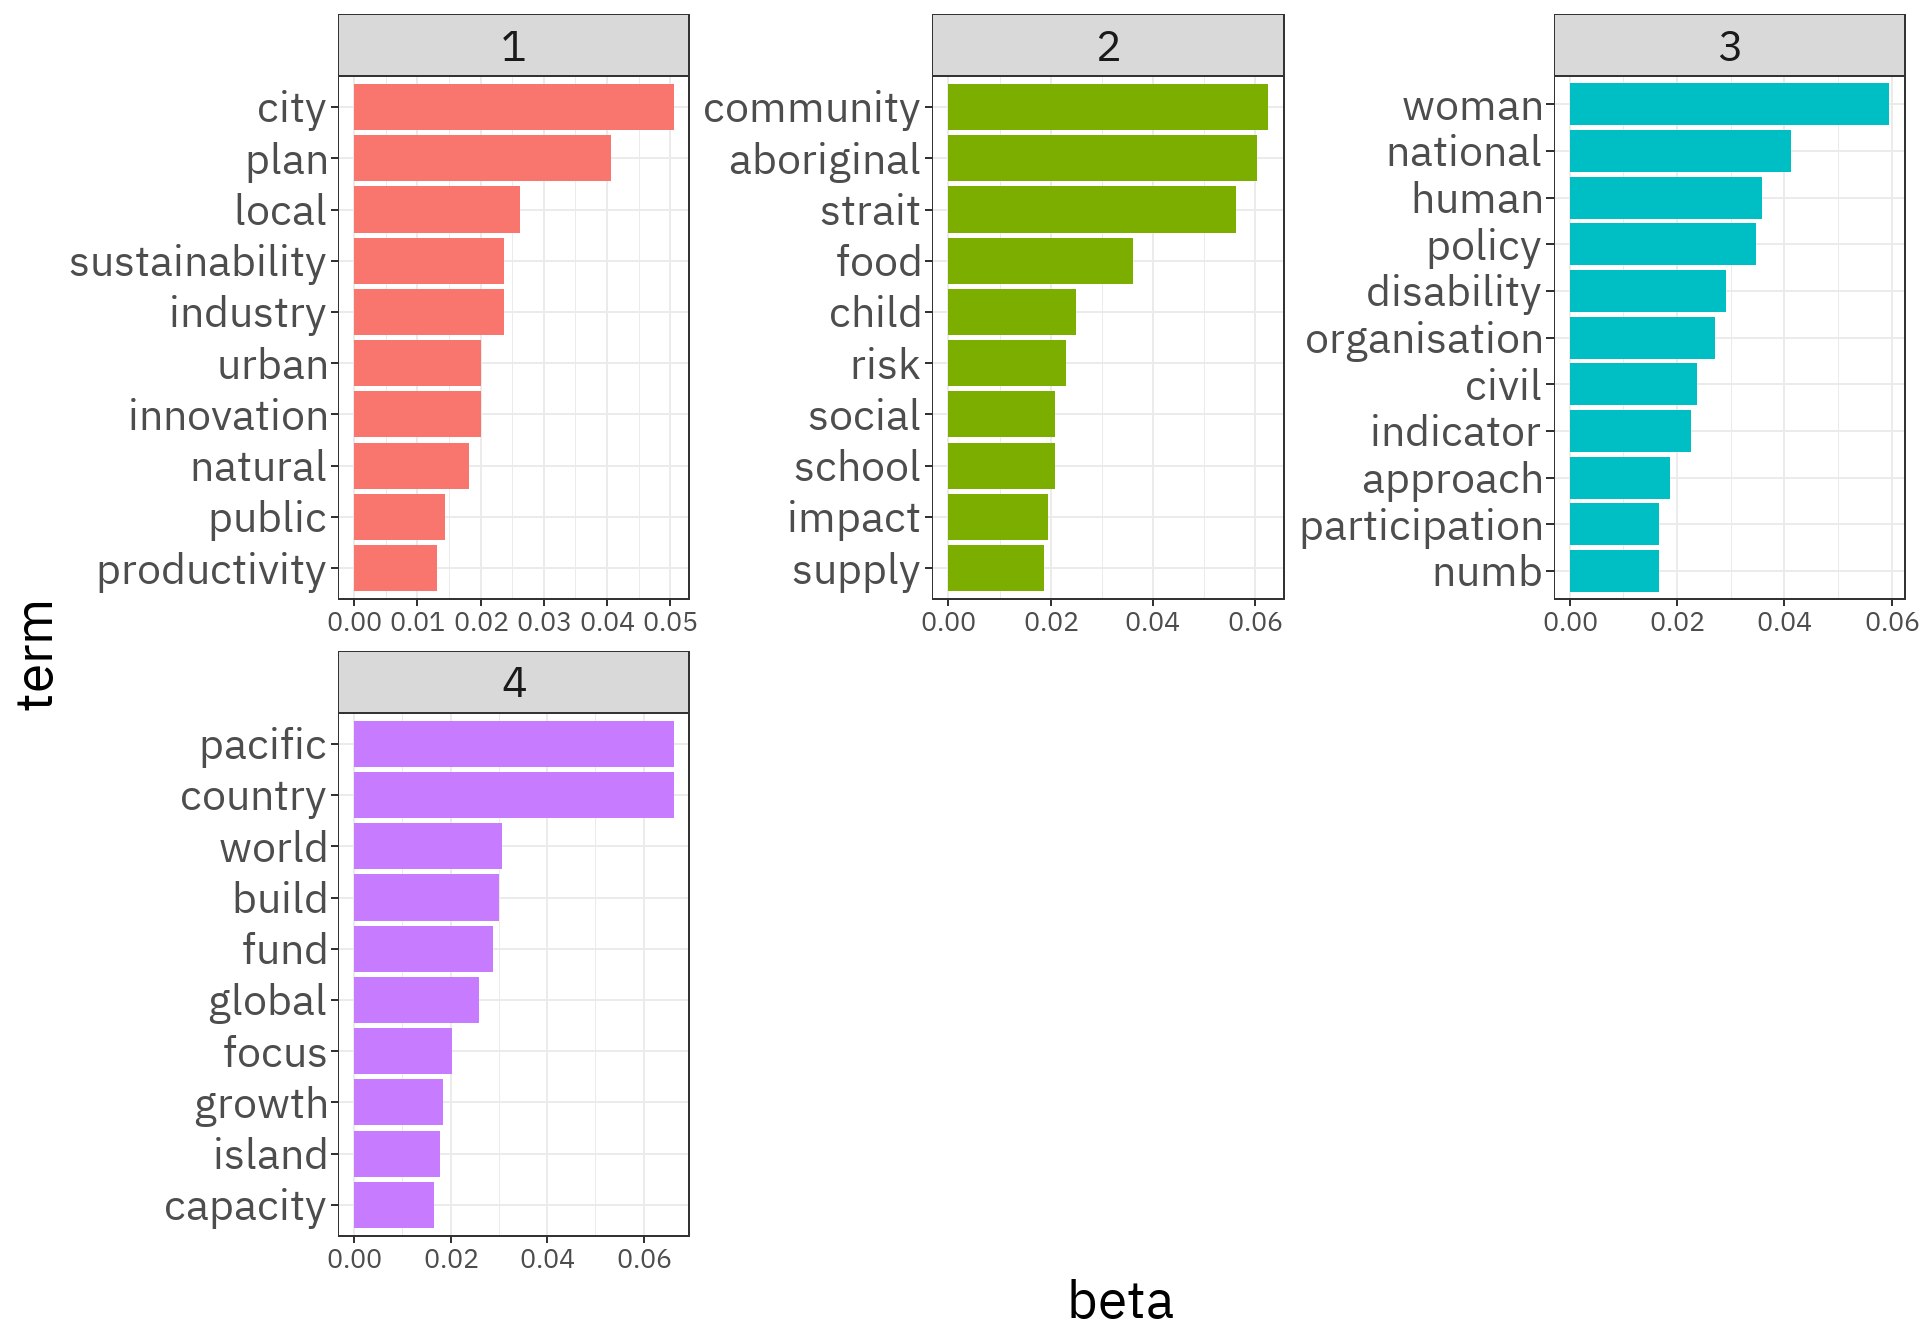 1
city
plan
local
sustainability
industry
urban
innovation
natural
public
productivity
0.00 0.01 0.02 0.03 0.04 0.05
2
community
aboriginal
strait
food
child
risk
social
school
impact
supply
0.00 0.02 0.04 0.06
3
woman
national
human
policy
disability
organisation
civil
indicator
approach
participation
numb
0.00 0.02 0.04 0.06
4
pacific
country
world
build
fund
global
focus
growth
island
capacity
0.00 0.02 0.04 0.06
term
beta